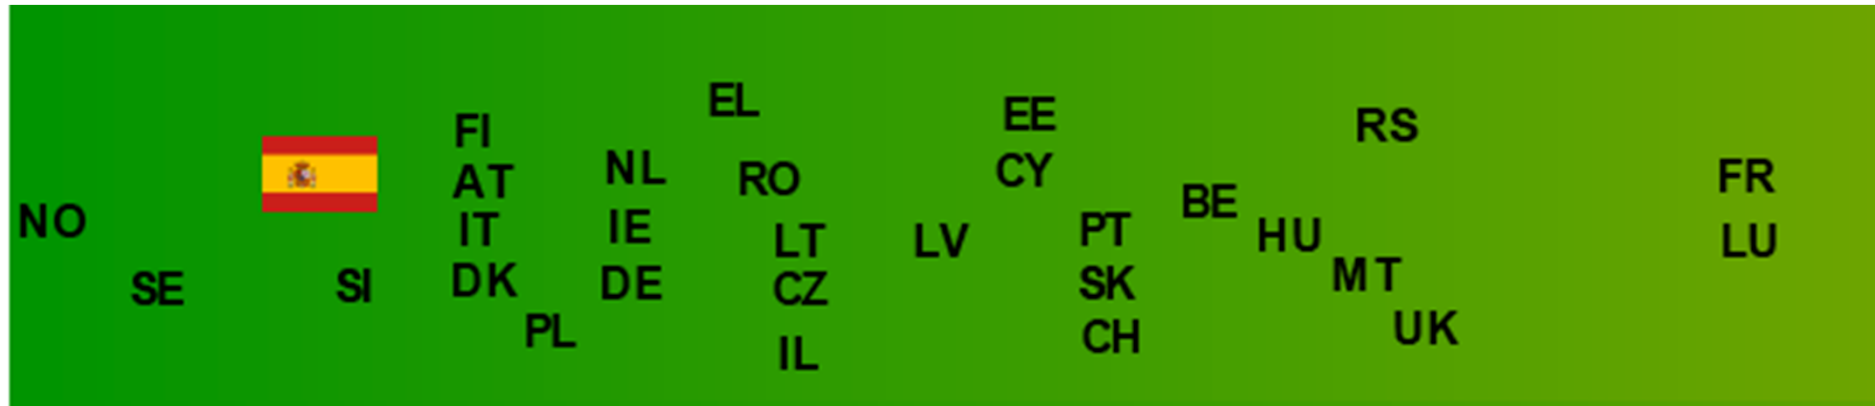 EL
EE
RS
FI
NL
RO
CY
FR
AT
BE
NO
IT
IE
LT
LV
PT
HU
LU
SE
SI
DK
DE
CZ
SK
MT
PL
IL
CH
UK